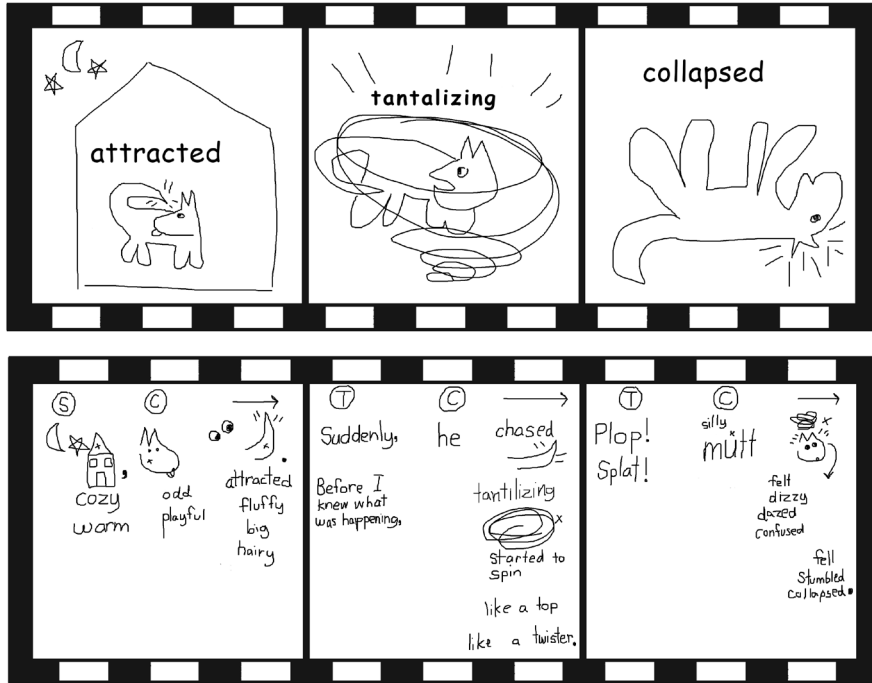 attracted
tantalizing
collapsed
S C
,
cozy
warm
odd
playful
.
attracted
fluffy
big
hairy
T C
Suddenly,
Before I
knew what
was happening,
he
chased
tantilizing
x
started to
spin
like a top
like a twister.
T C
Plop!
Splat!
silly
mutt
x
felt
dizzy
dazed
confused
fell
stumbled
collapsed.